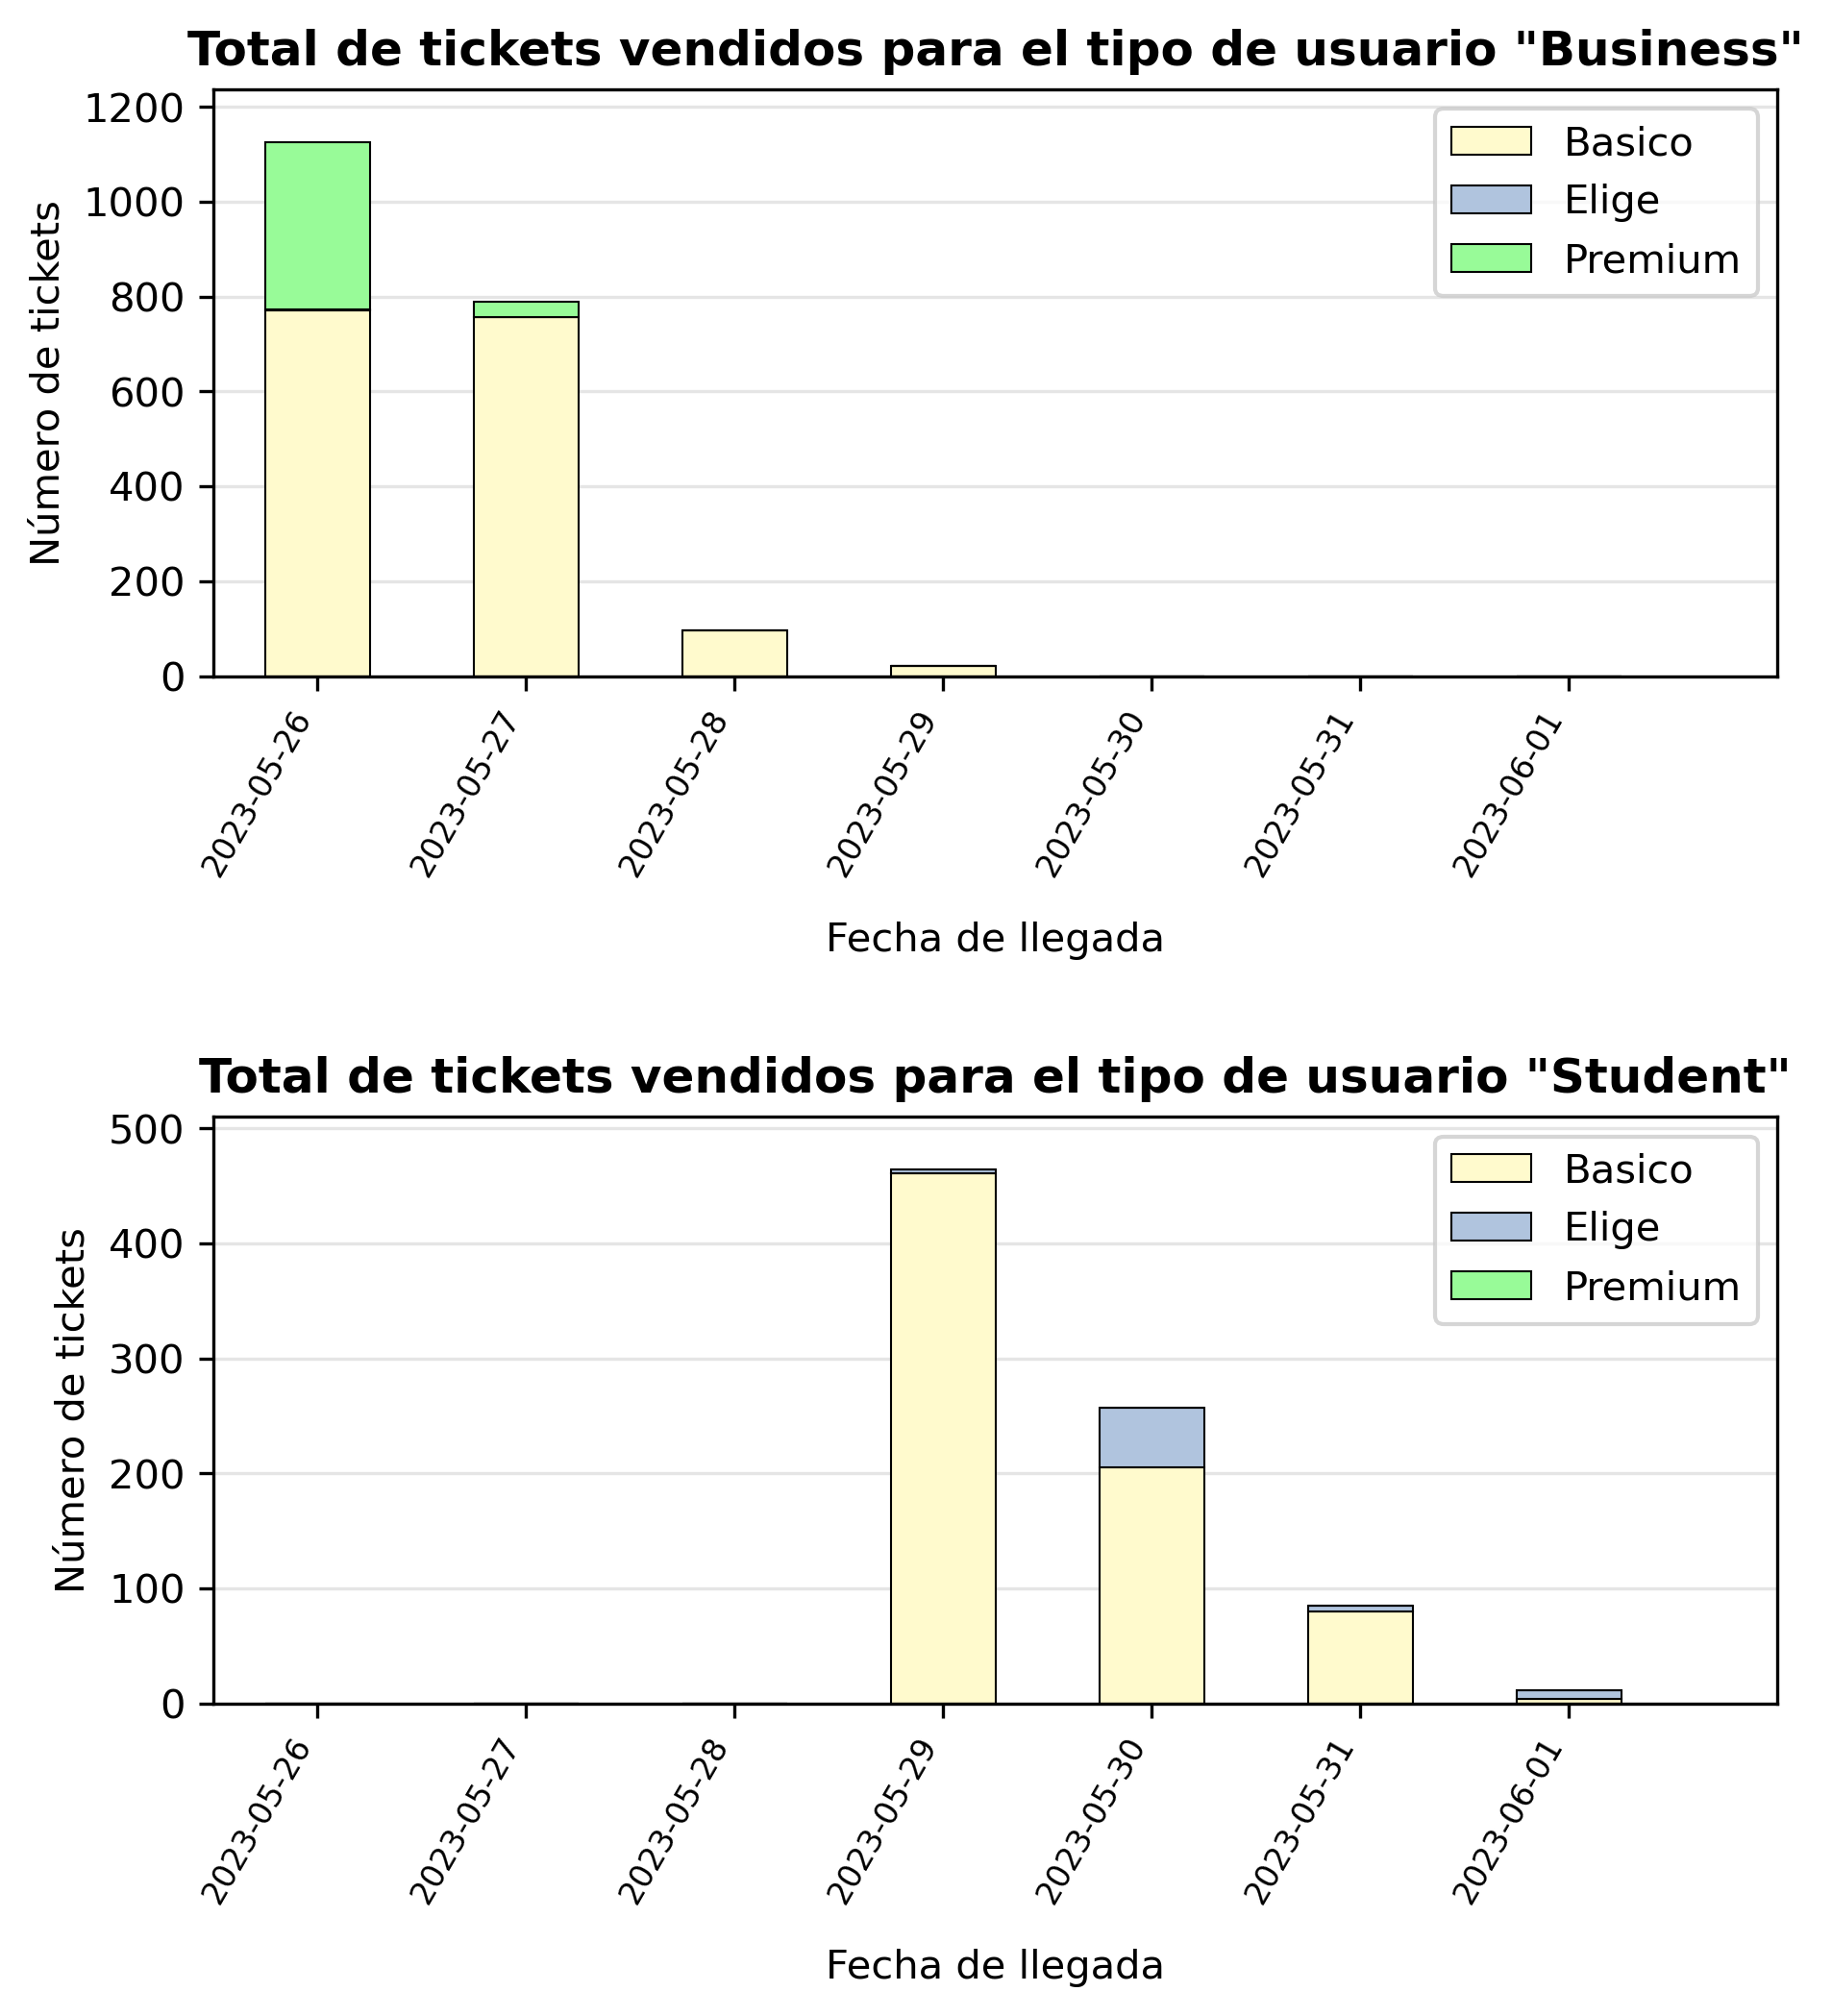 Total de tickets vendidos para el tipo de usuario "Business"
1200
1000
800
600
400
200
0
Número de tickets
Basico
Elige
Premium
2023-05-26
2023-05-27
2023-05-28
2023-05-29
2023-05-30
2023-05-31
2023-06-01
Fecha de llegada
Total de tickets vendidos para el tipo de usuario "Student"
500
400
300
200
100
0
Número de tickets
Basico
Elige
Premium
2023-05-26
2023-05-27
2023-05-28
2023-05-29
2023-05-30
2023-05-31
2023-06-01
Fecha de llegada